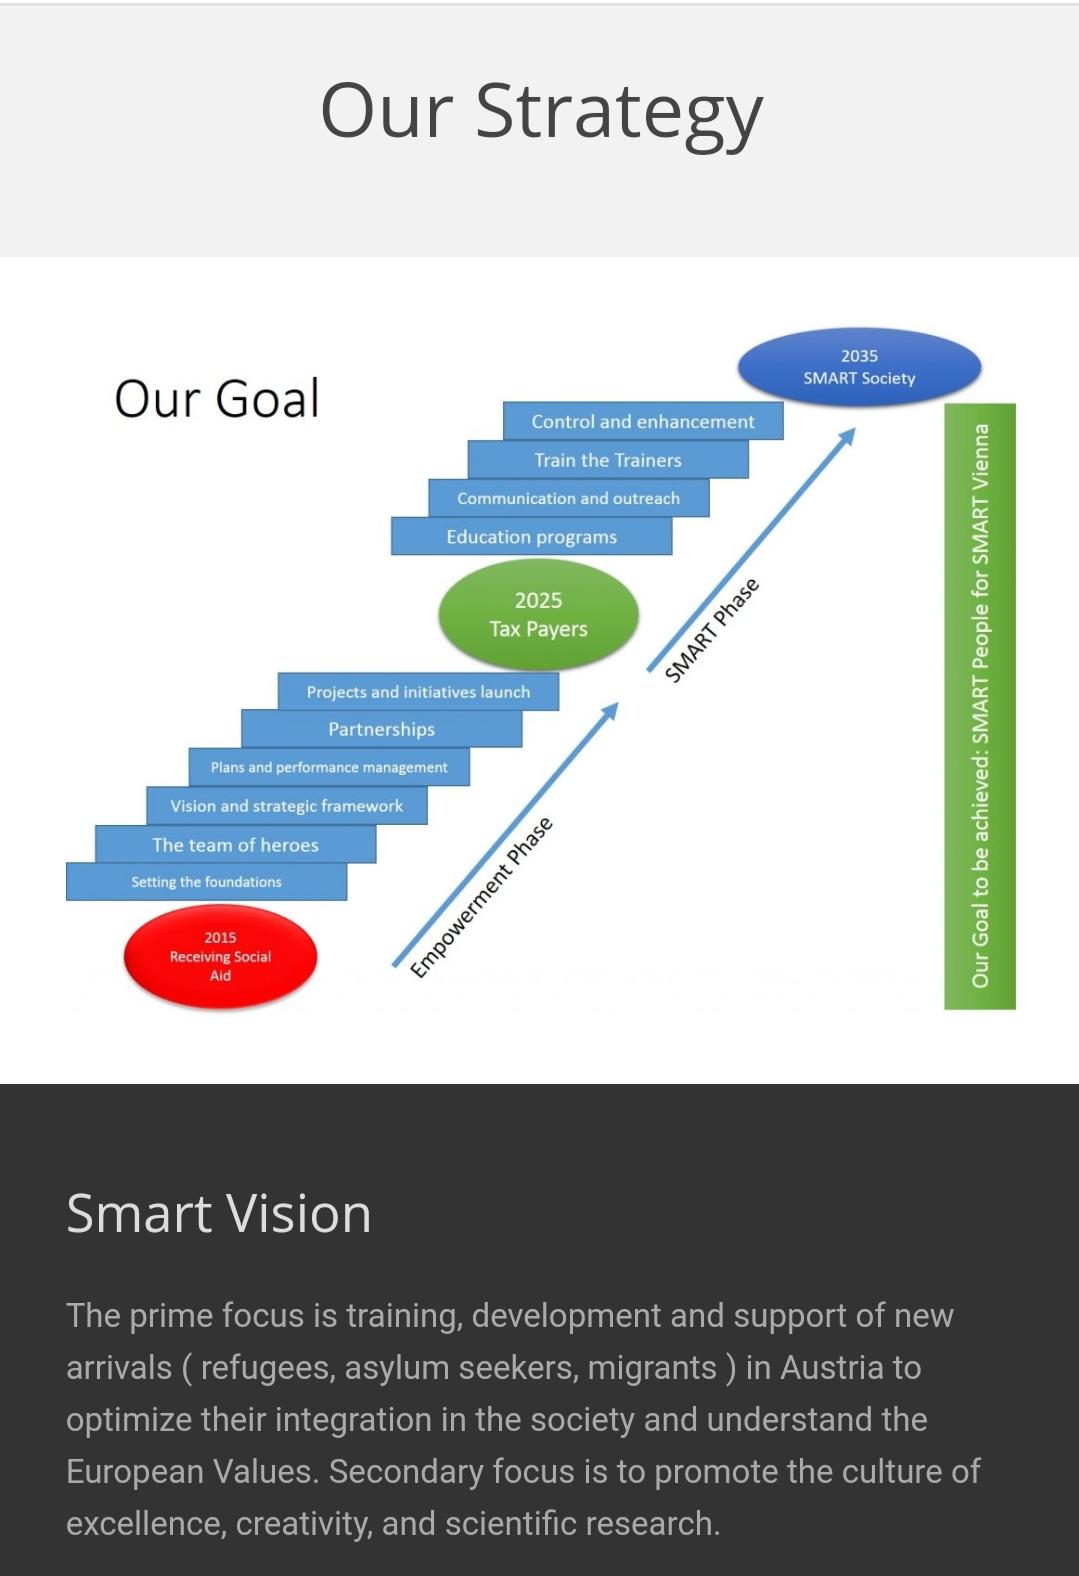 Our Strategy
Our Goal
2035
SMART Society
Control and enhancement
Train the Trainers
Communication and outreach
Education programs
2025
Tax Payers
SMART Phase
Projects and initiatives launch
Partnerships
Plans and performance management
Vision and strategic framework
The team of heroes
Setting the foundations
2015
Receiving Social
Aid
Empowerment Phase
Our Goal to be achieved: SMART People for SMART Vienna
Smart Vision
The prime focus is training, development and support of new
arrivals ( refugees, asylum seekers, migrants ) in Austria to
optimize their integration in the society and understand the
European Values. Secondary focus is to promote the culture of
excellence, creativity, and scientific research.